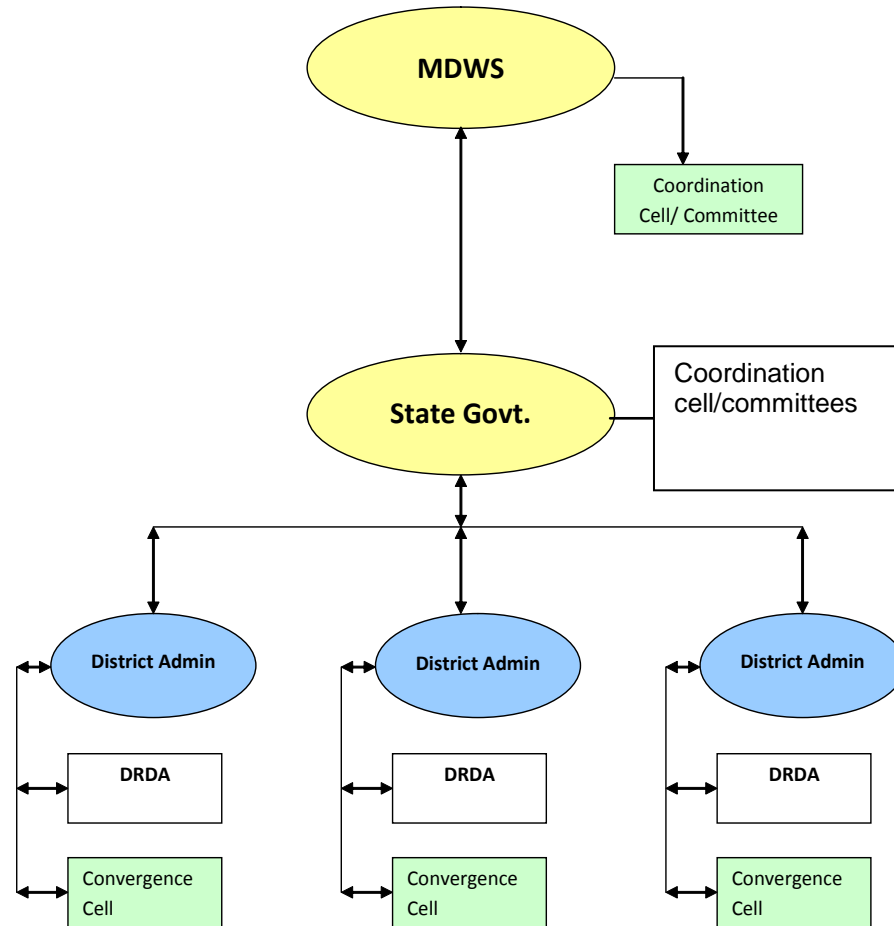 MDWS
Coordination
Cell/ Committee
State Govt.
Coordination
cell/committees
District Admin
District Admin
District Admin
DRDA
DRDA
DRDA
Convergence
Cell
Convergence
Cell
Convergence
Cell